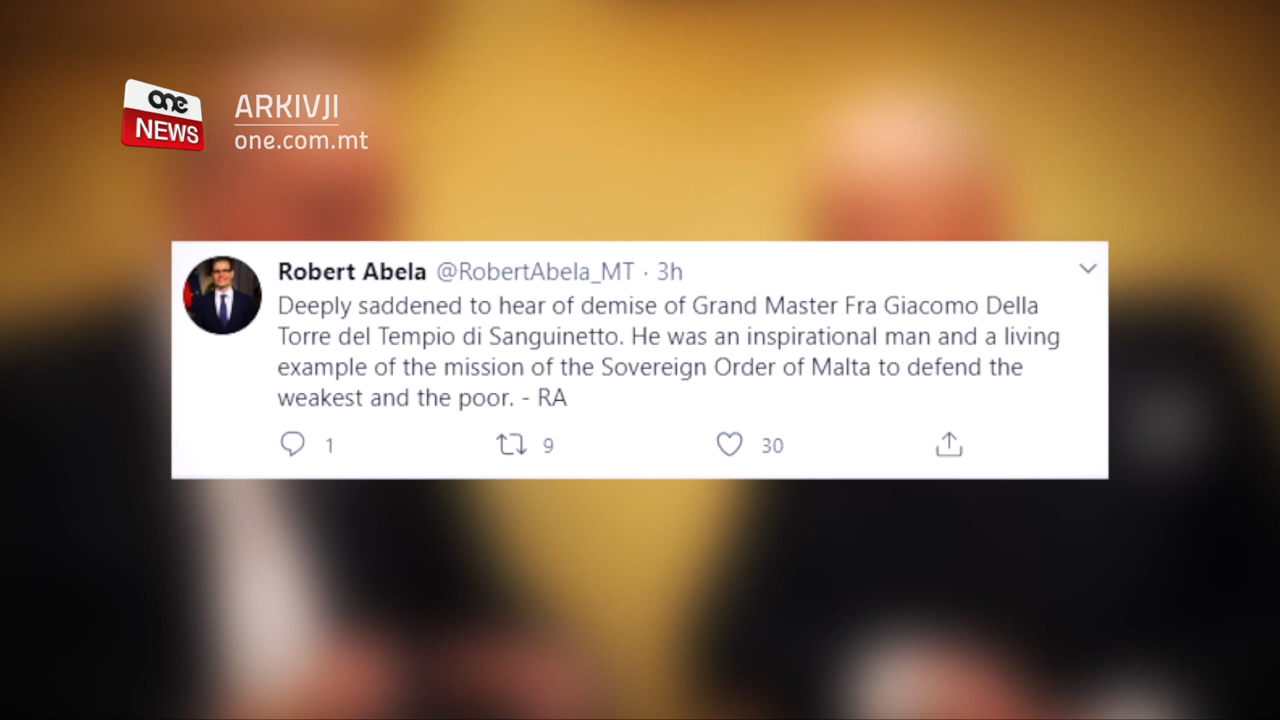 one
NEWS
ARKIVJI
one.com.mt
Robert Abela @RobertAbela_MT · 3h
Deeply saddened to hear of demise of Grand Master Fra Giacomo Della
Torre del Tempio di Sanguinetto. He was an inspirational man and a living
example of the mission of the Sovereign Order of Malta to defend the
weakest and the poor. - RA
1 9 30